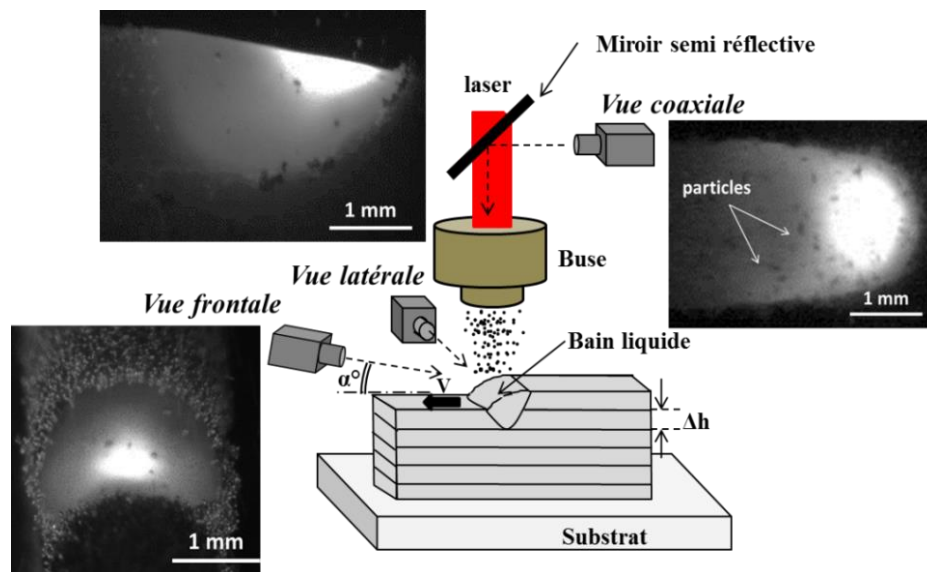 Miroir semi réflective
laser
Vue coaxiale
1 mm
particles
1 mm
Buse
Vue latérale
Vue frontale
Bain liquide
α°
V
Δh
1 mm
Substrat